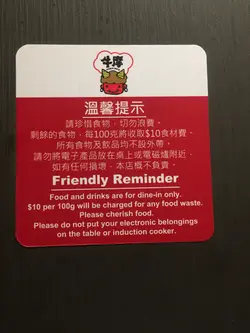 牛摩
溫馨提示
請珍惜食物，切勿浪費。
剩餘的食物，每100克將收取$10食材費。
所有食物及飲品均不設外帶。
請勿將電子產品放在桌上或電磁爐附近，
如有任何損壞，本店概不負責。
Friendly Reminder
Food and drinks are for dine-in only.
$10 per 100g will be charged for any food waste.
Please cherish food.
Please do not put your electronic belongings
on the table or induction cooker.